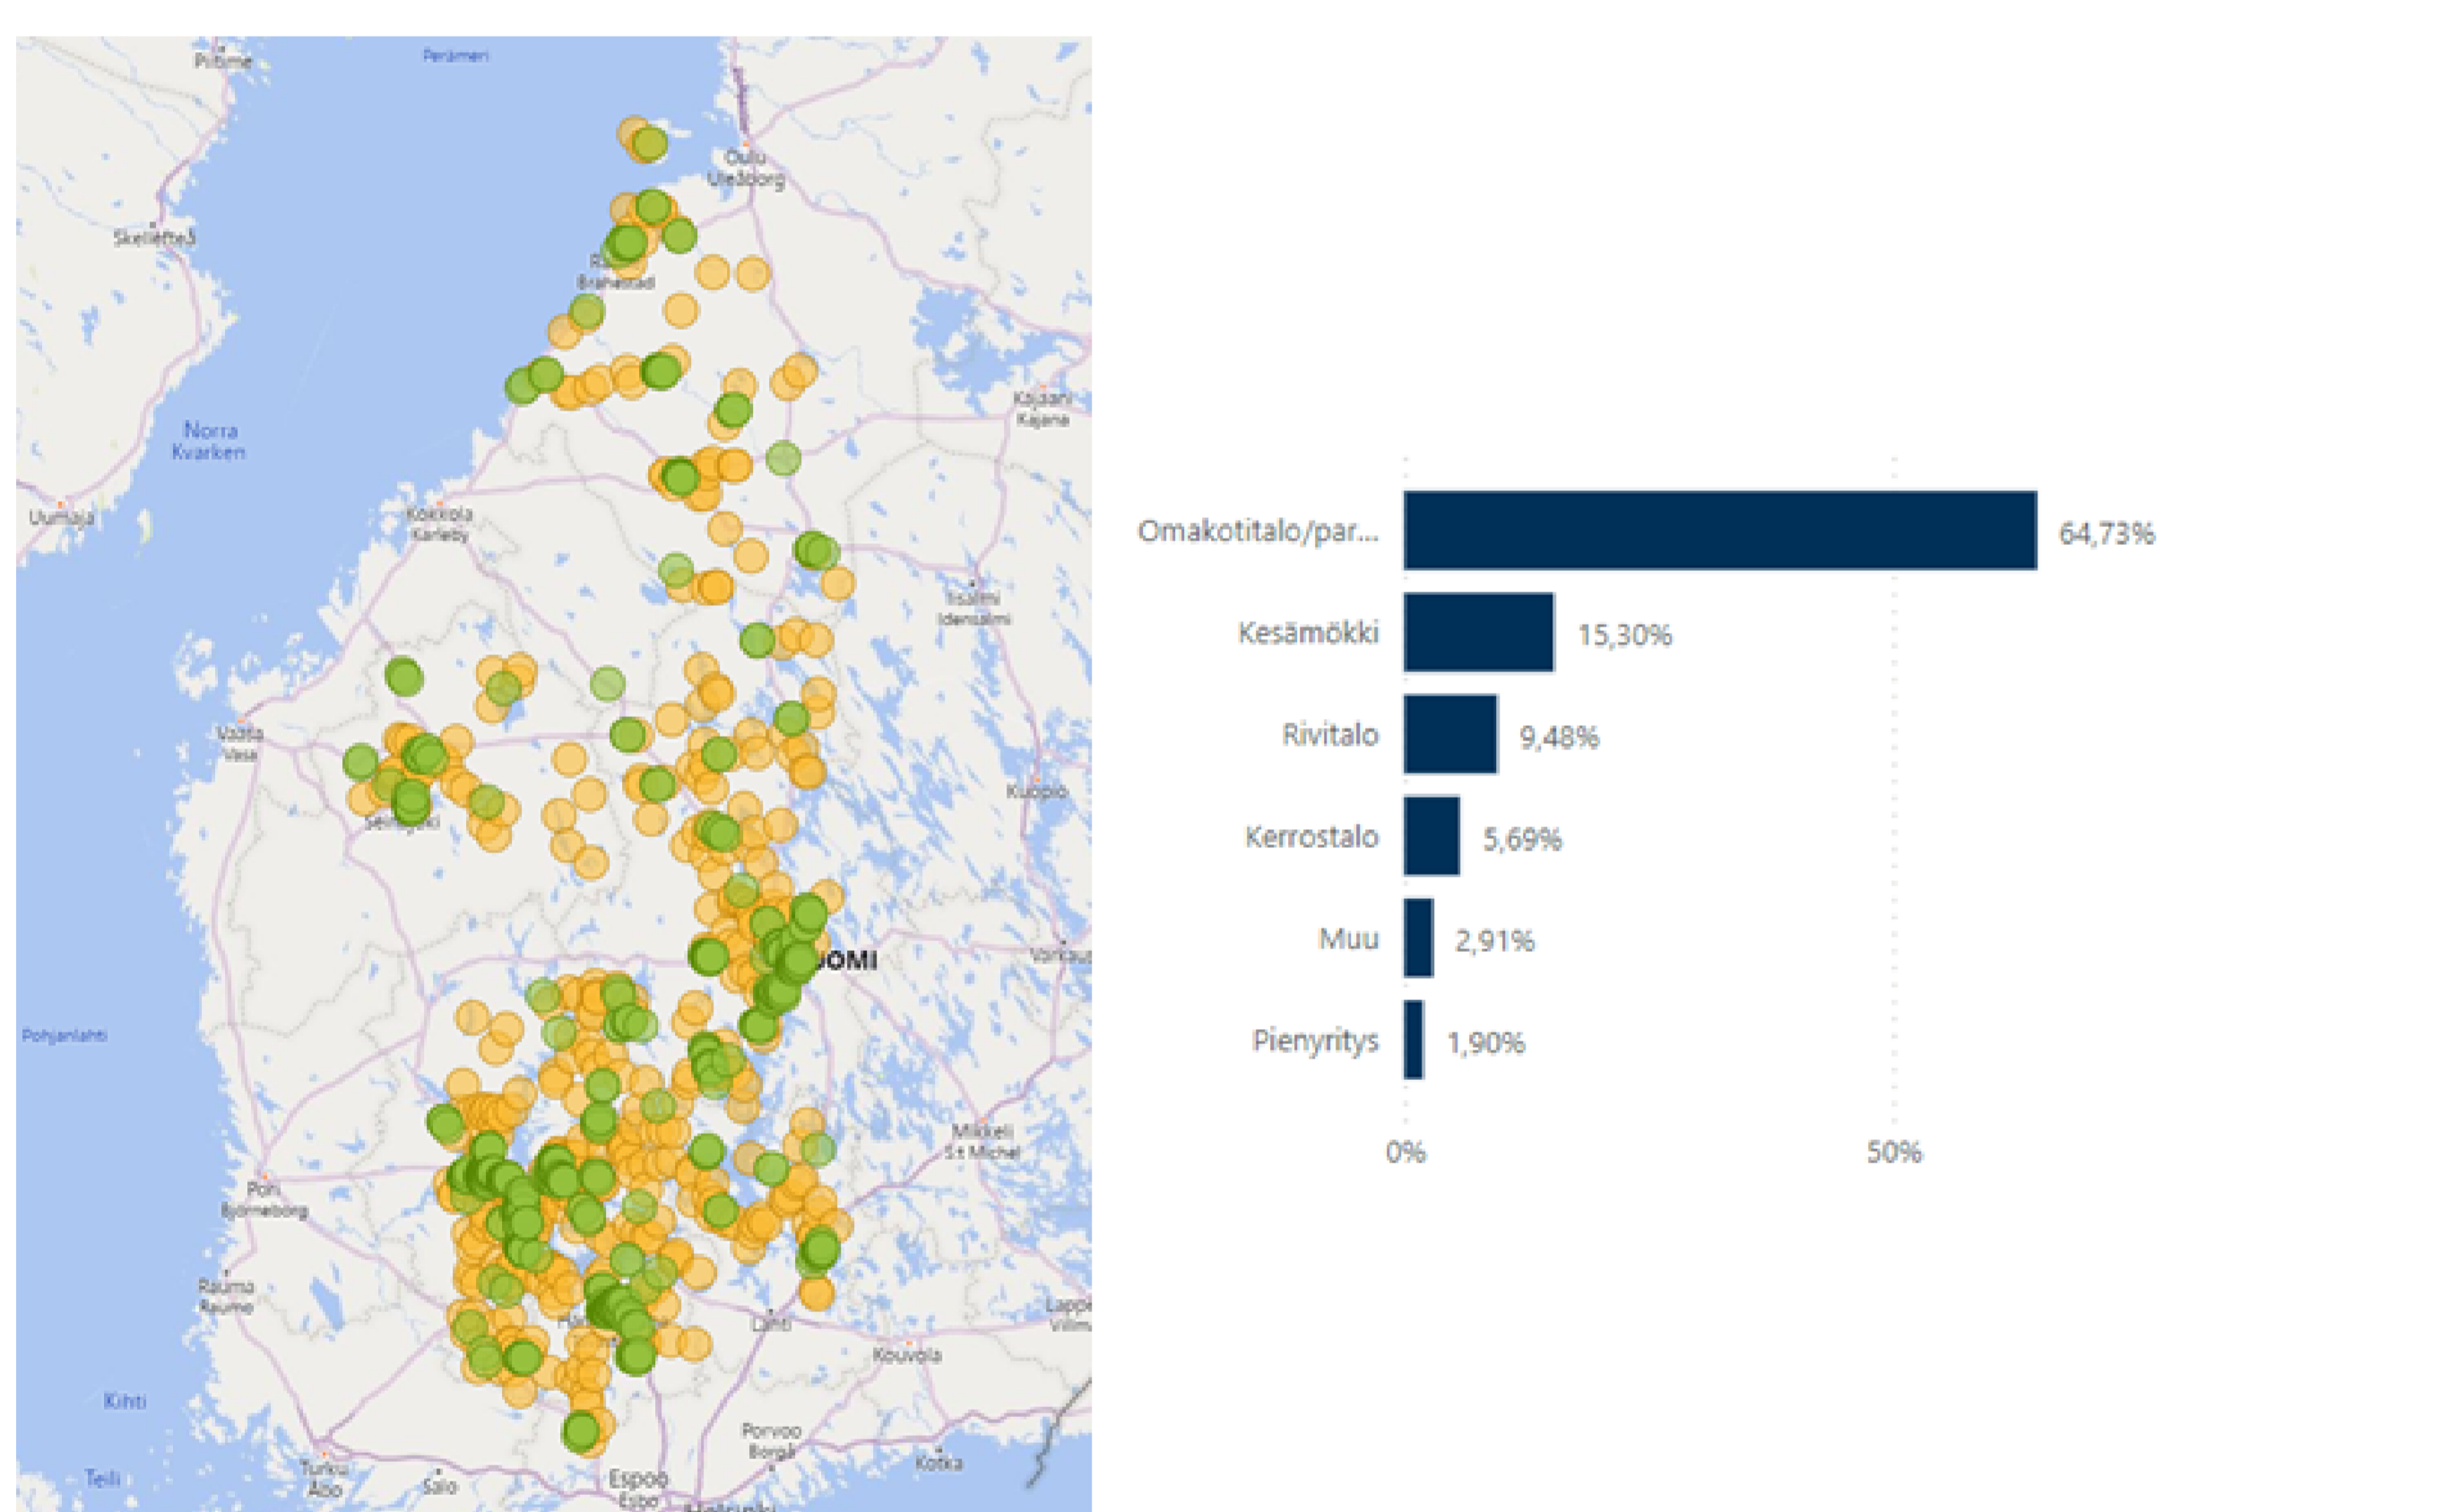 Perämeri
Piitime
Oulu
Uleåborg
Skellefteå
Brahestad
Kajaani
Kajana
Norra
Kvarken
Uumaja
Kokkola
Karleby
Iisalmi
Idensalmi
Vaasa
Vasa
Kuopio
Seinäjoki
Varkaus
Pohjanlahti
Mikkeli
S:t Michel
Pori
Björneborg
Rauma
Raumo
Lahti
Kouvola
Kihti
Porvoo
Borgå
Kotka
Teili
Turku
Åbo
Salo
Espoo
Esbo
Omakotitalo/par...
64,73%
Kesämökki
15,30%
Rivitalo
9,48%
Kerrostalo
5,69%
Muu
2,91%
Pienyritys
1,90%
0%
50%